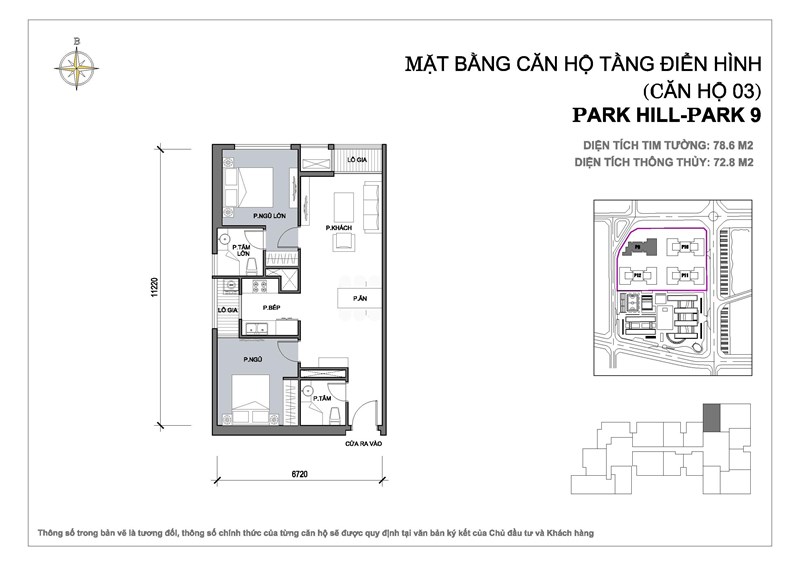 B
MẶT BẰNG CĂN HỘ TẦNG ĐIỂN HÌNH
(CĂN HỘ 03)
PARK HILL-PARK 9
DIỆN TÍCH TIM TƯỜNG: 78.6 M2
DIỆN TÍCH THÔNG THỦY: 72.8 M2
LÔ GIA
P.NGỦ LỚN
P.KHÁCH
P.TẮM
LỚN
11220
P.BẾP
P.ĂN
LÔ GIA
P.NGỦ
P.TẮM
CỬA RA VÀO
6720
P9
P10
P12
P11
Thông số trong bản vẽ là tương đối, thông số chính thức của từng căn hộ sẽ được quy định tại văn bản ký kết của Chủ đầu tư và Khách hàng